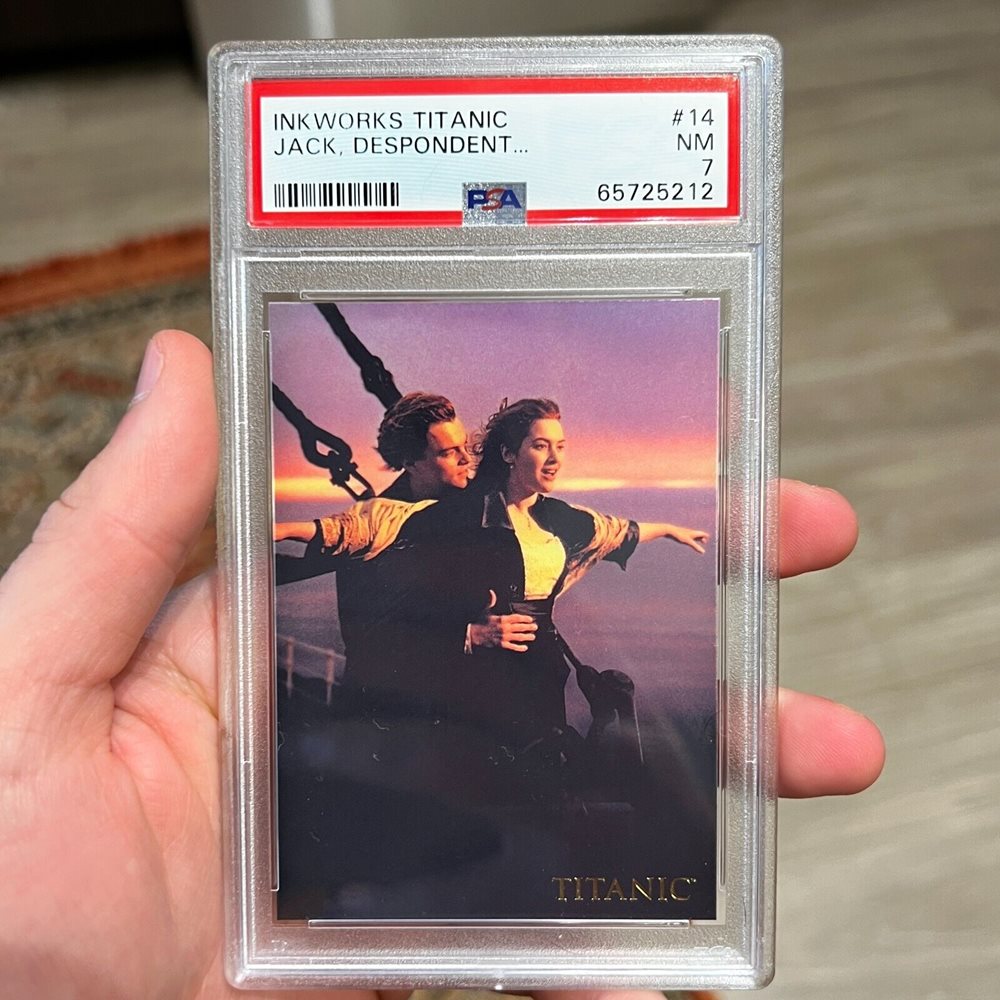 INKWORKS TITANIC
JACK, DESPONDENT...
#14
NM
7
PSA
65725212
TITANIC